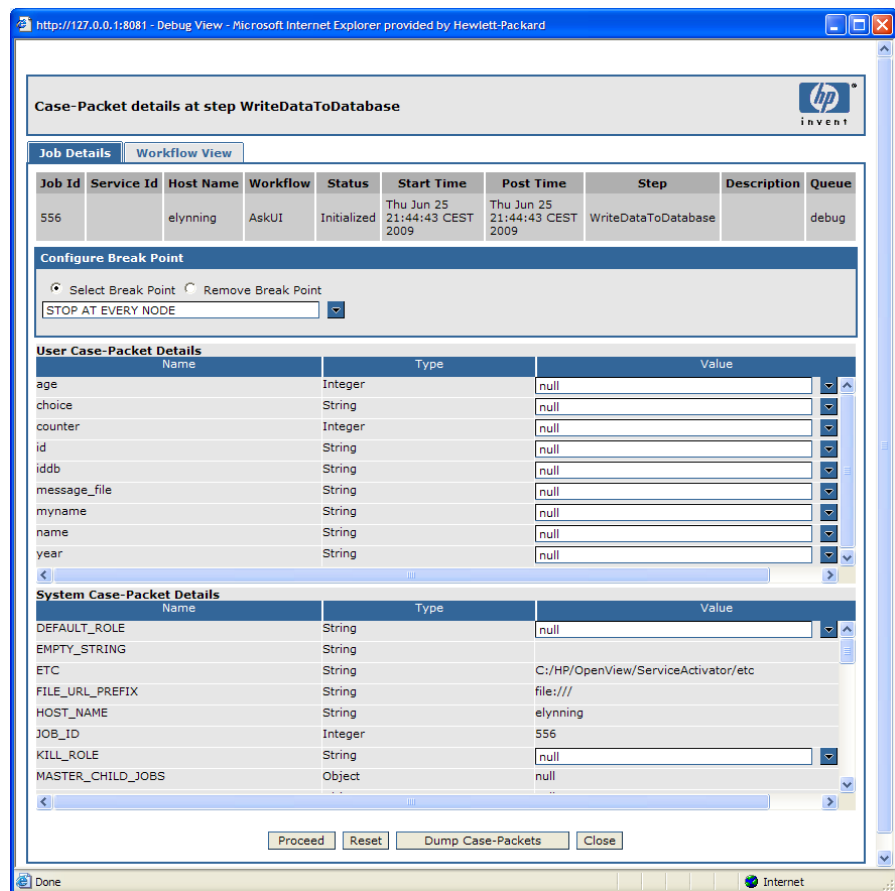 http://127.0.0.1:8081 - Debug View - Microsoft Internet Explorer provided by Hewlett-Packard
Case-Packet details at step WriteDataToDatabase
hp
invent
Job Details Workflow View
Job Id Service Id Host Name Workflow Status Start Time Post Time Step Description Queue
556 elynning AskUI Initialized Thu Jun 25 21:44:43 CEST 2009 Thu Jun 25 21:44:43 CEST 2009 WriteDataToDatabase debug
Configure Break Point
Select Break Point Remove Break Point
STOP AT EVERY NODE
User Case-Packet Details
Name Type Value
age Integer null
choice String null
counter Integer null
id String null
iddb String null
message_file String null
myname String null
name String null
year String null
System Case-Packet Details
Name Type Value
DEFAULT_ROLE String null
EMPTY_STRING String
ETC String C:/HP/OpenView/ServiceActivator/etc
FILE_URL_PREFIX String file:///
HOST_NAME String elynning
JOB_ID Integer 556
KILL_ROLE String null
MASTER_CHILD_JOBS Object null
Proceed Reset Dump Case-Packets Close
Done Internet